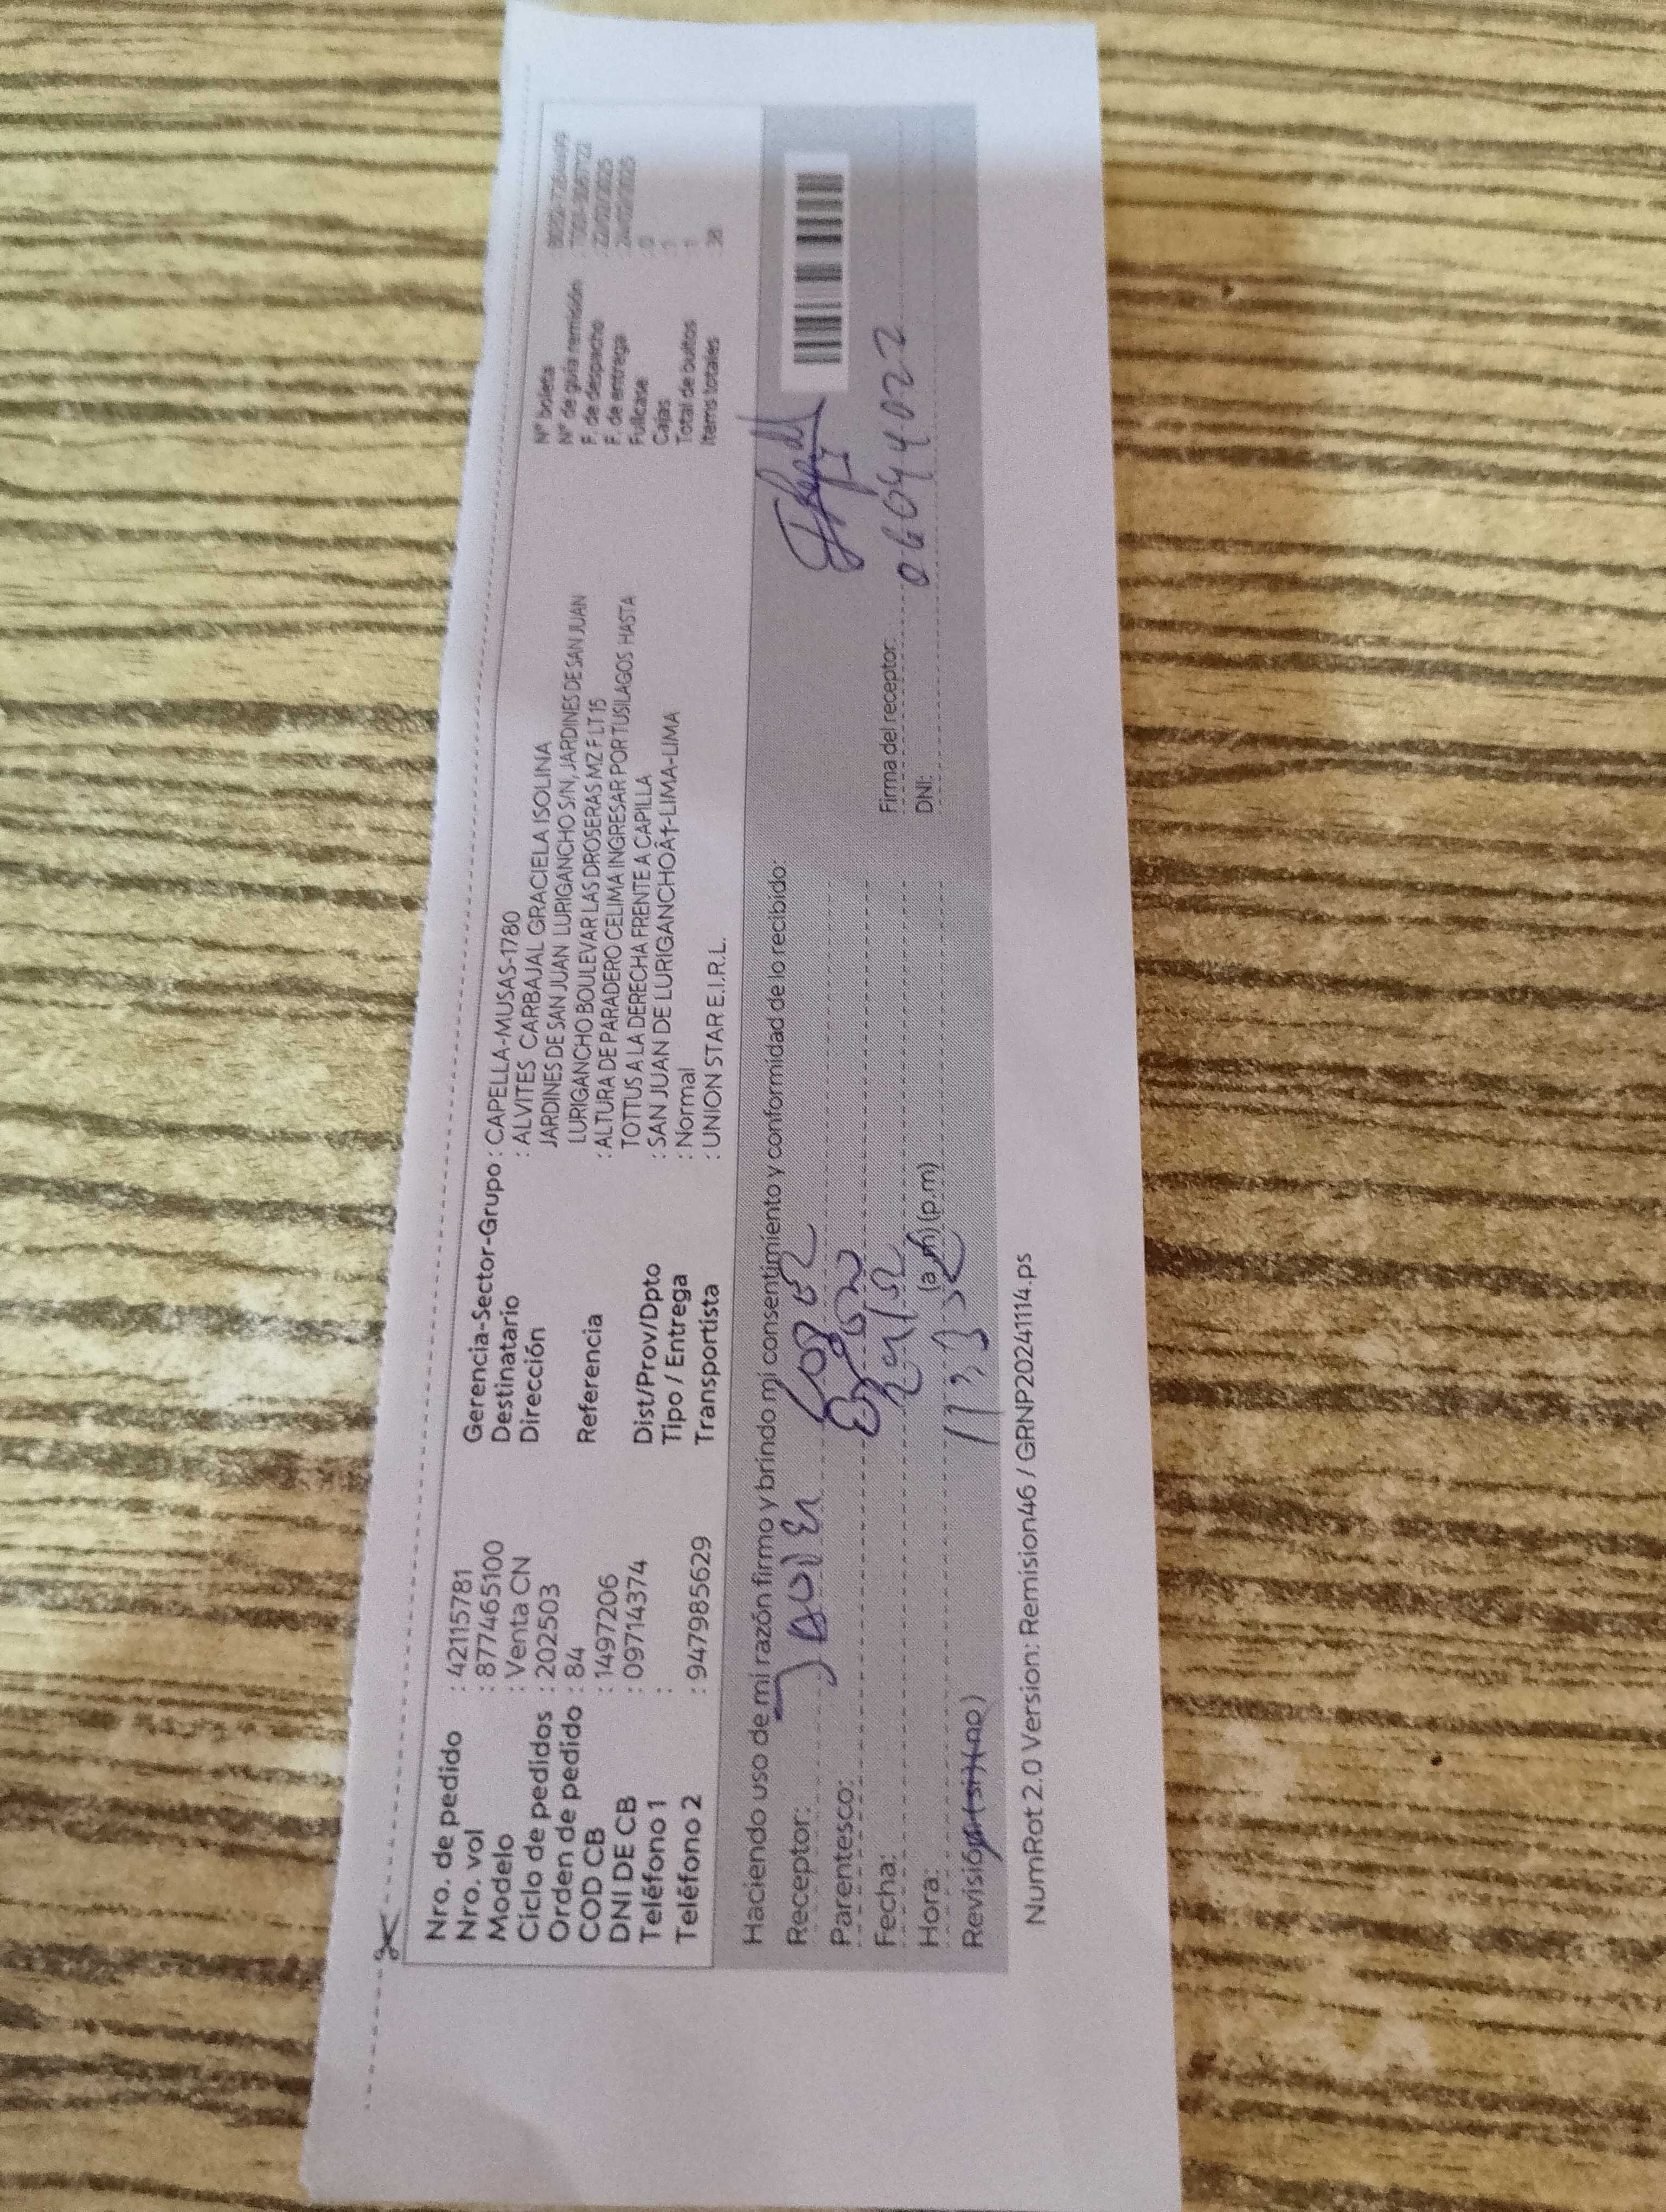 Nro. de pedido : 42115781
Nro. vol : 877465100
Modelo : Venta CN
Ciclo de pedidos : 202503
Orden de pedido : 84
COD CB : 1497206
DNI DE CB : 09714374
Teléfono 1 :
Teléfono 2 : 947985629
Gerencia-Sector-Grupo : CAPELLA-MUSAS-1780
Destinatario : ALVITES CARBAJAL GRACIELA ISOLINA
Dirección JARDINES DE SAN JUAN LURIGANCHO S/N, JARDINES DE SAN JUAN
LURIGANCHO BOULEVAR LAS DROSERAS MZ F LT 15
Referencia : ALTURA DE PARADERO CELIMA INGRESAR POR TUSILAGOS HASTA
TOTTUS A LA DERECHA FRENTE A CAPILLA
Dist/Prov/Dpto : SAN JUAN DE LURIGANCHOÂ†-LIMA-LIMA
Tipo / Entrega : Normal
Transportista : UNION STAR E.I.R.L.
N° boleta
N° de guía remisión
F. de despacho
F. de entrega
Fullcase
Cajas
Total de bultos
Items totales
Haciendo uso de mi razón firmo y brindo mi consentimiento y conformidad de lo recibido:
Receptor:
Parentesco:
Fecha:
Hora: (a.m) (p.m)
Revisión (si) (no)
Firma del receptor:
DNI: 06694022
NumRot 2.0 Version: Remision46 / GRNP20241114.ps